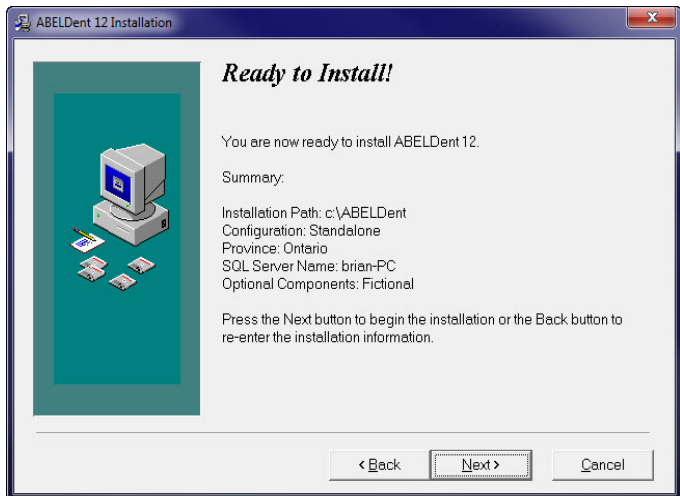 ABELDent 12 Installation
Ready to Install!
You are now ready to install ABELDent 12.
Summary:
Installation Path: c:\ABELDent
Configuration: Standalone
Province: Ontario
SQL Server Name: brian-PC
Optional Components: Fictional
Press the Next button to begin the installation or the Back button to
re-enter the installation information.
< Back
Next >
Cancel